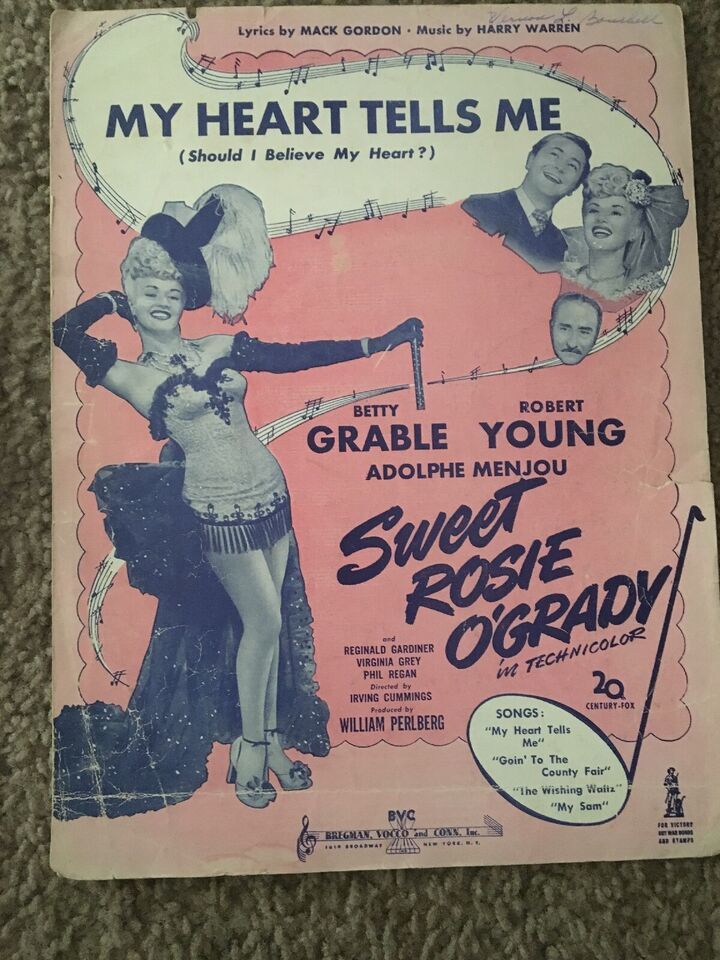 Lyrics by MACK GORDON • Music by HARRY WARREN
MY HEART TELLS ME
(Should I Believe My Heart?)
BETTY GRABLE
ROBERT YOUNG
ADOLPHE MENJOU
Sweet
ROSIE
O'GRADY
in TECHNICOLOR
and
REGINALD GARDINER
VIRGINIA GREY
PHIL REGAN
Directed by
IRVING CUMMINGS
Produced by
WILLIAM PERLBERG
20
CENTURY-FOX
SONGS:
"My Heart Tells
Me"
"Goin' To The
County Fair"
"The Wishing Waltz"
"My Sam"
BVC
BREGMAN, VOCCO and CONN, Inc.
1619 BROADWAY NEW YORK, N. Y.
FOR VICTORY
BUY WAR BONDS
AND STAMPS